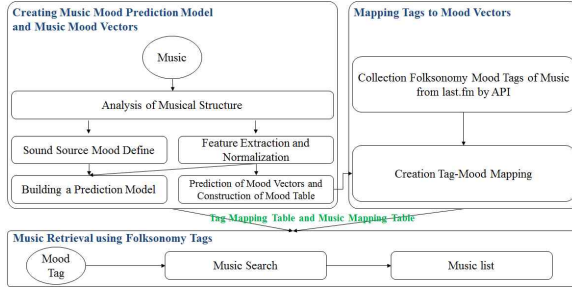 Creating Music Mood Prediction Model
and Music Mood Vectors
Music
Analysis of Musical Structure
Sound Source Mood Define
Feature Extraction and
Normalization
Building a Prediction Model
Prediction of Mood Vectors and
Construction of Mood Table
Mapping Tags to Mood Vectors
Collection Folksonomy Mood Tags of Music
from last.fm by API
Creation Tag-Mood Mapping
Tag Mapping Table and Music Mapping Table
Music Retrieval using Folksonomy Tags
Mood
Tag
Music Search
Music list